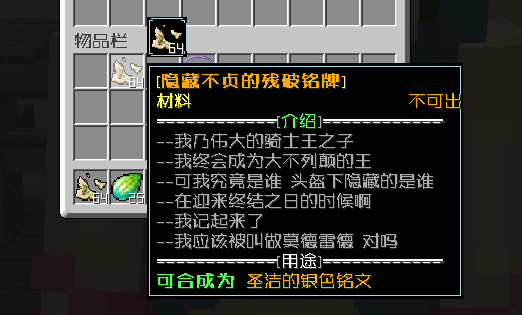 物品栏
64
64
64
25
[隐藏不贞的残破铭牌]
材料 不可出
[介绍]
--我乃伟大的骑士王之子
--我终会成为大不列颠的王
--可我究竟是谁 头盔下隐藏的是谁
--在迎来终结之日的时候啊
--我记起来了
--我应该被叫做莫德雷德 对吗
[用途]
可合成为 圣洁的银色铭文